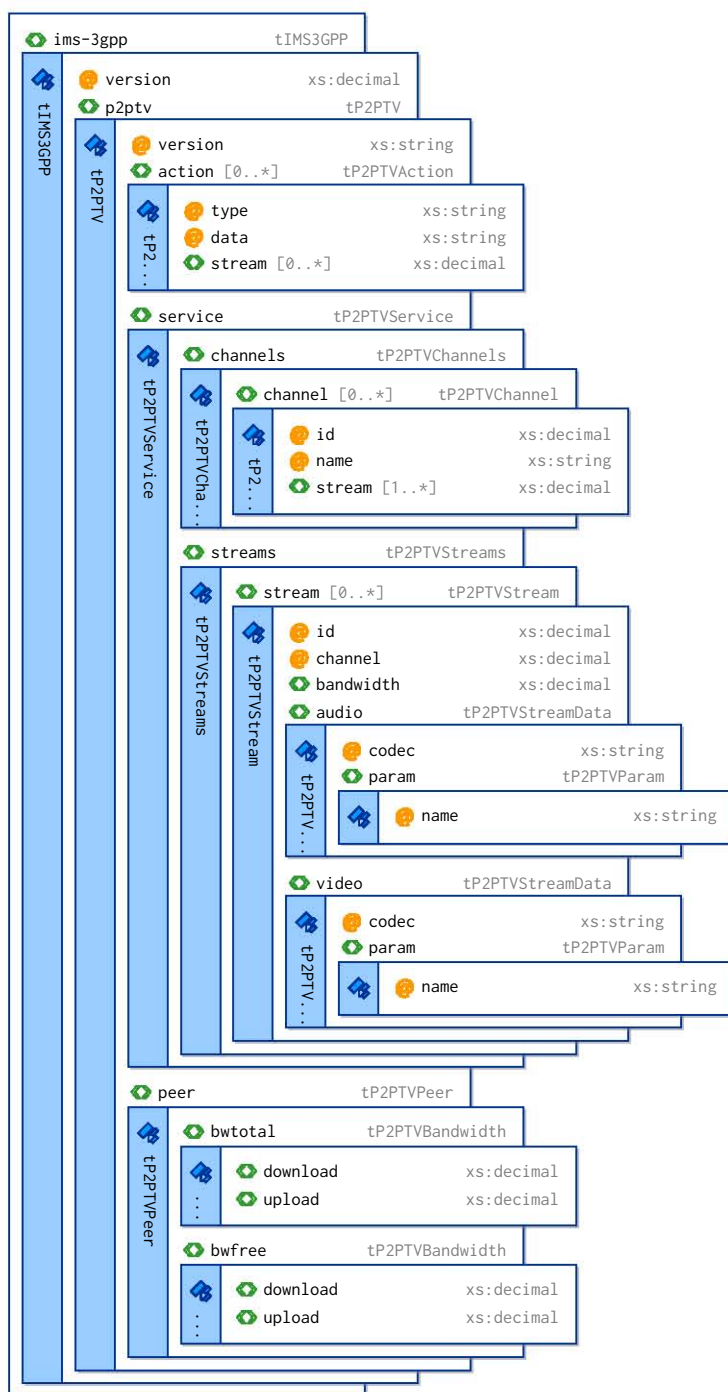 ims-3gpp tIMS3GPP
tIMS3GPP
@ version xs:decimal
p2ptv tP2PTV
tP2PTV
@ version xs:string
action [0..*] tP2PTVAction
tP2...
@ type xs:string
@ data xs:string
stream [0..*] xs:decimal
service tP2PTVService
tP2PTVService
channels tP2PTVChannels
tP2PTVCha...
channel [0..*] tP2PTVChannel
tP2...
@ id xs:decimal
@ name xs:string
stream [1..*] xs:decimal
streams tP2PTVStreams
tP2PTVStreams
stream [0..*] tP2PTVStream
tP2PTVStream
@ id xs:decimal
@ channel xs:decimal
bandwidth xs:decimal
audio tP2PTVStreamData
tP2PTV...
@ codec xs:string
param tP2PTVParam
@ name xs:string
video tP2PTVStreamData
tP2PTV...
@ codec xs:string
param tP2PTVParam
@ name xs:string
peer tP2PTVPeer
tP2PTVPeer
bwtotal tP2PTVBandwidth
...
download xs:decimal
upload xs:decimal
bwfree tP2PTVBandwidth
...
download xs:decimal
upload xs:decimal